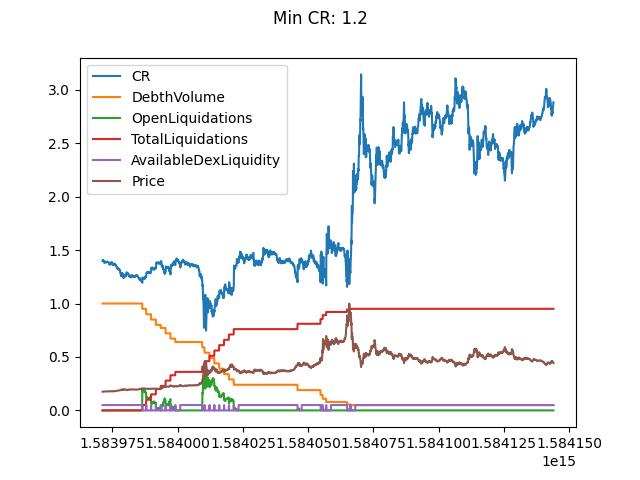 Min CR: 1.2
CR
DebthVolume
OpenLiquidations
TotalLiquidations
AvailableDexLiquidity
Price
3.0
2.5
2.0
1.5
1.0
0.5
0.0
1.583975 1.584000 1.584025 1.584050 1.584075 1.584100 1.584125 1.584150
1e15